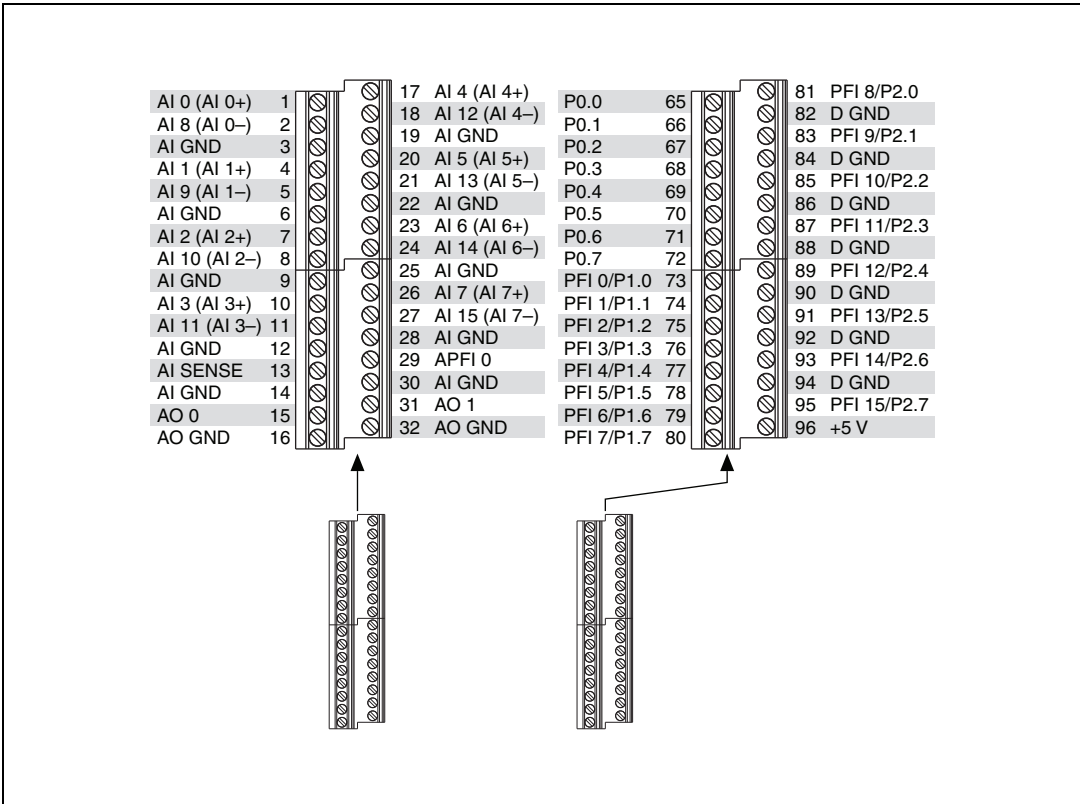 AI 0 (AI 0+) 1
AI 8 (AI 0–) 2
AI GND 3
AI 1 (AI 1+) 4
AI 9 (AI 1–) 5
AI GND 6
AI 2 (AI 2+) 7
AI 10 (AI 2–) 8
AI GND 9
AI 3 (AI 3+) 10
AI 11 (AI 3–) 11
AI GND 12
AI SENSE 13
AI GND 14
AO 0 15
AO GND 16
17 AI 4 (AI 4+)
18 AI 12 (AI 4–)
19 AI GND
20 AI 5 (AI 5+)
21 AI 13 (AI 5–)
22 AI GND
23 AI 6 (AI 6+)
24 AI 14 (AI 6–)
25 AI GND
26 AI 7 (AI 7+)
27 AI 15 (AI 7–)
28 AI GND
29 APFI 0
30 AI GND
31 AO 1
32 AO GND
P0.0 65
P0.1 66
P0.2 67
P0.3 68
P0.4 69
P0.5 70
P0.6 71
P0.7 72
PFI 0/P1.0 73
PFI 1/P1.1 74
PFI 2/P1.2 75
PFI 3/P1.3 76
PFI 4/P1.4 77
PFI 5/P1.5 78
PFI 6/P1.6 79
PFI 7/P1.7 80
81 PFI 8/P2.0
82 D GND
83 PFI 9/P2.1
84 D GND
85 PFI 10/P2.2
86 D GND
87 PFI 11/P2.3
88 D GND
89 PFI 12/P2.4
90 D GND
91 PFI 13/P2.5
92 D GND
93 PFI 14/P2.6
94 D GND
95 PFI 15/P2.7
96 +5 V